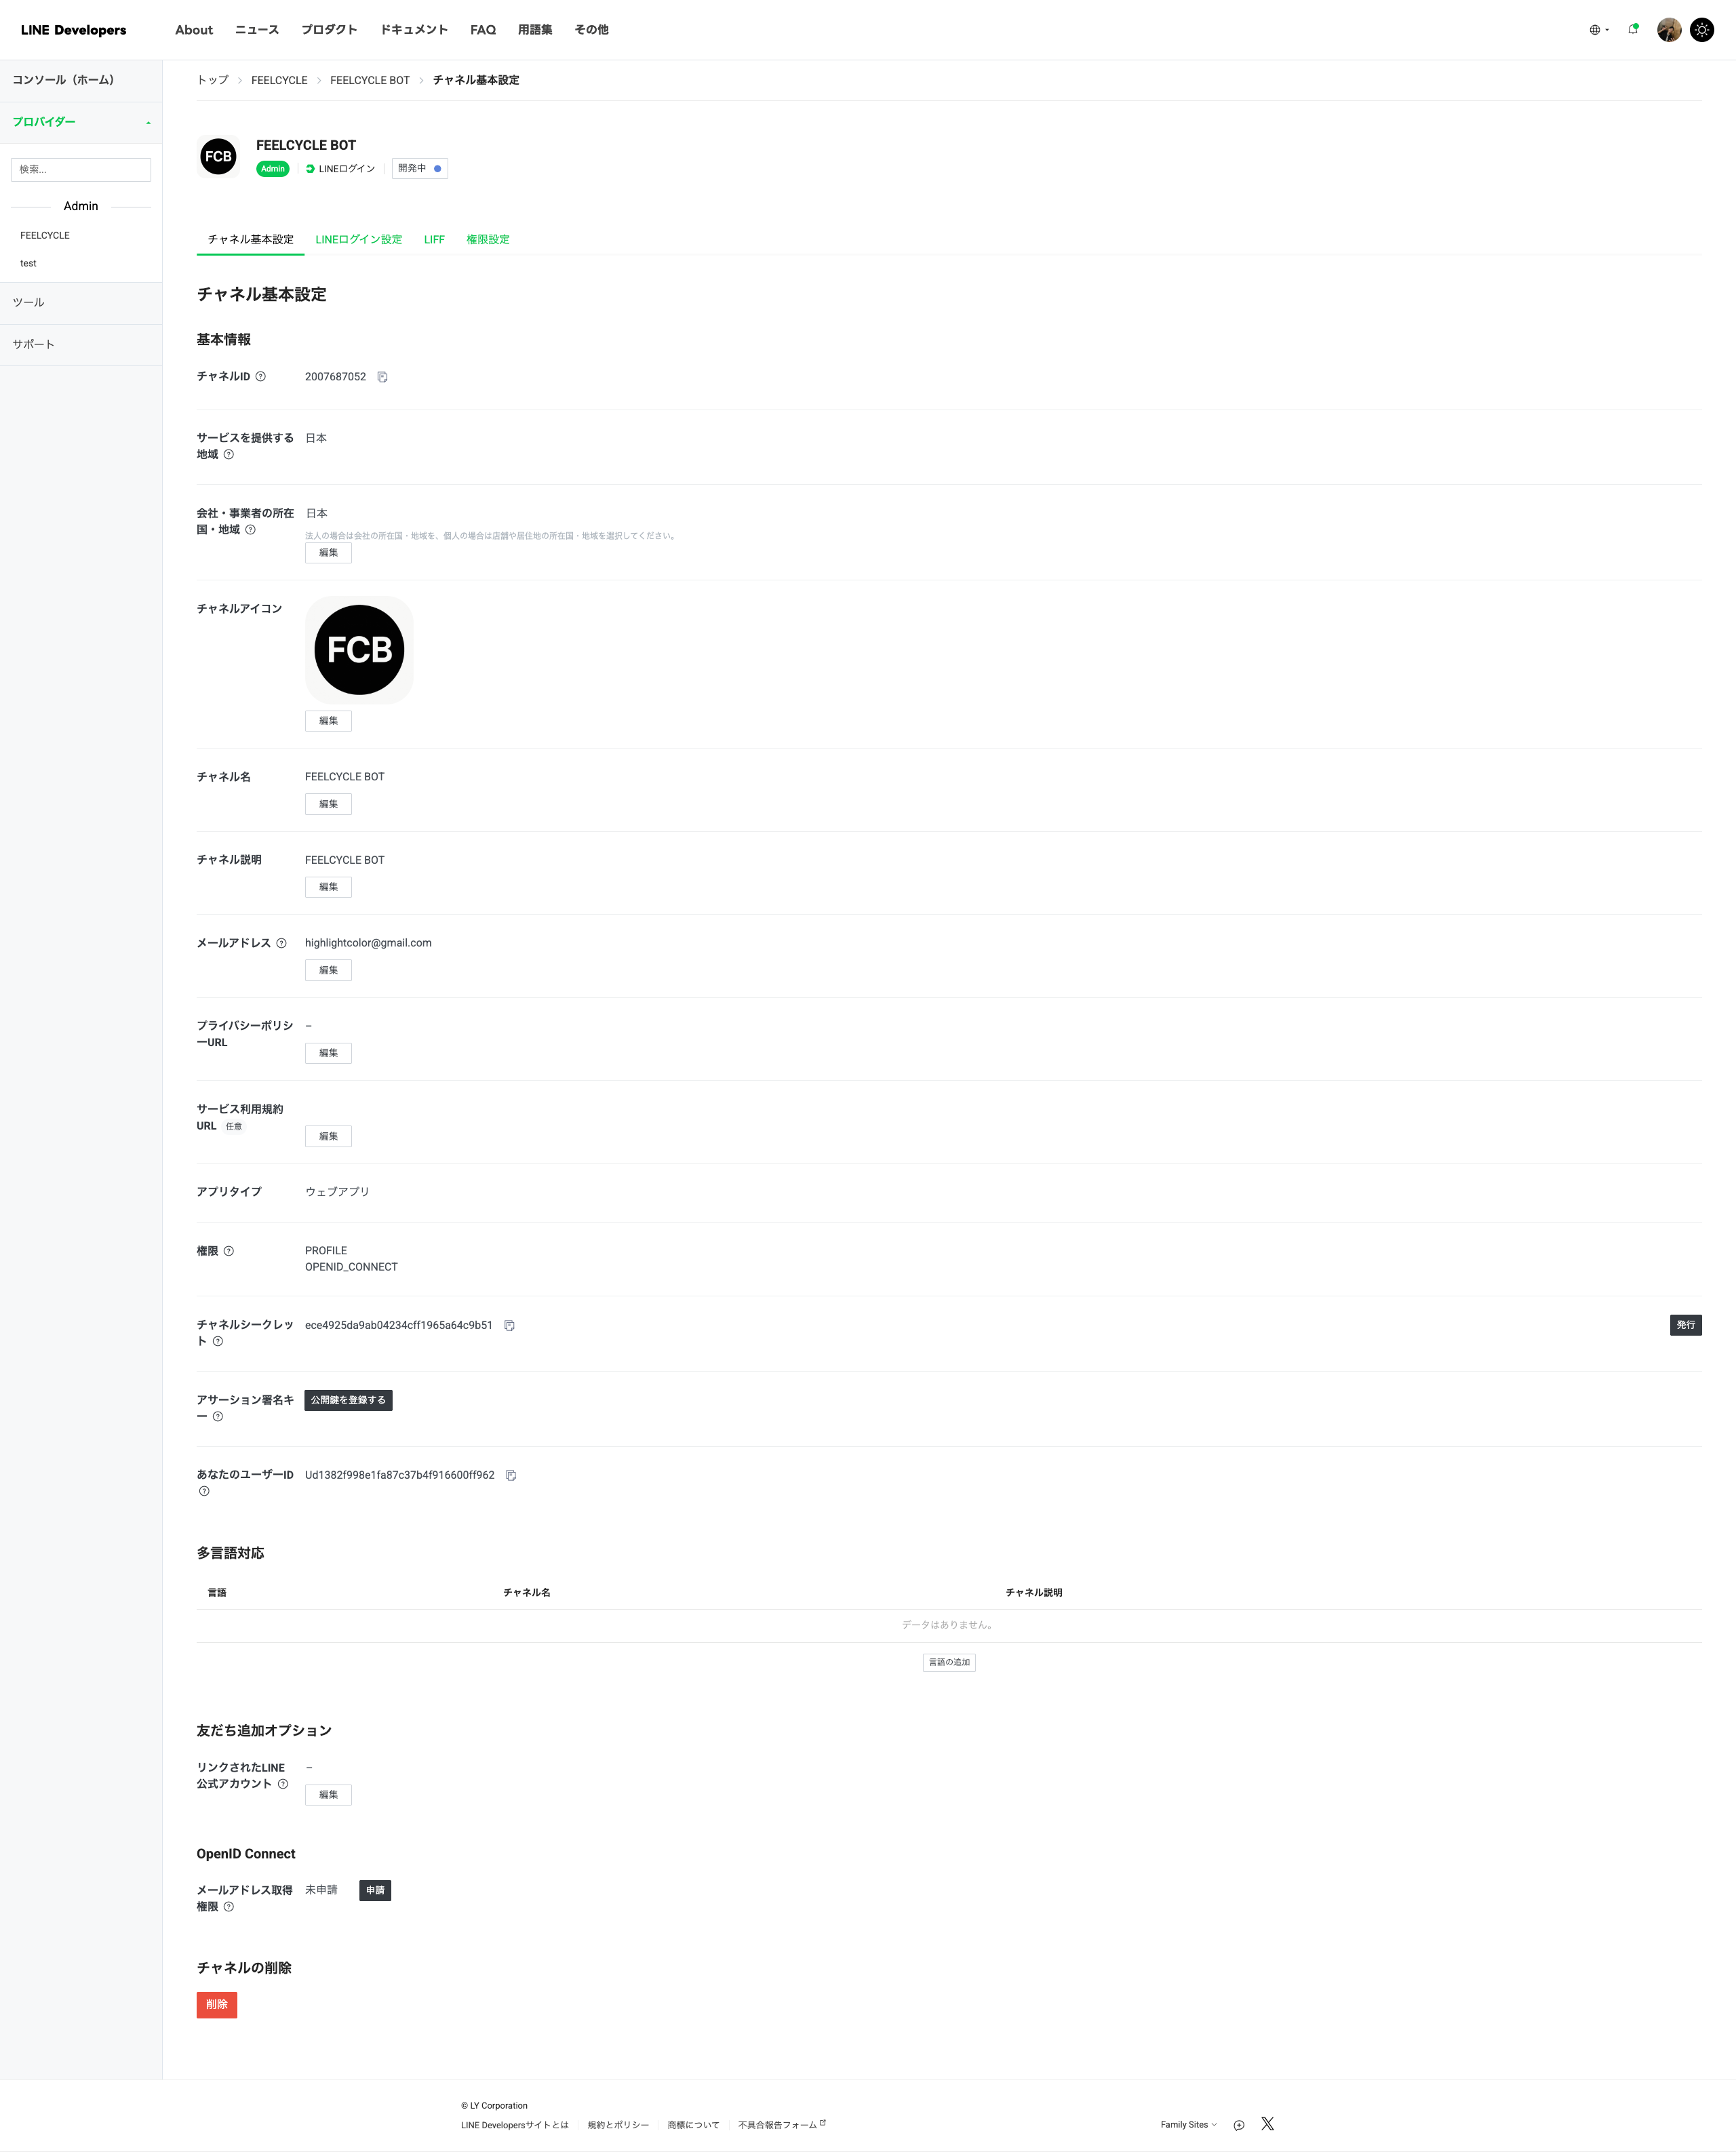 LINE Developers
About
ニュース
プロダクト
ドキュメント
FAQ
用語集
その他
コンソール（ホーム）
プロバイダー
検索...
Admin
FEELCYCLE
test
ツール
サポート
トップ
FEELCYCLE
FEELCYCLE BOT
チャネル基本設定
FCB
FEELCYCLE BOT
Admin
LINEログイン
開発中
チャネル基本設定
LINEログイン設定
LIFF
権限設定
チャネル基本設定
基本情報
チャネルID
2007687052
サービスを提供する
地域
日本
会社・事業者の所在
国・地域
日本
法人の場合は会社の所在国・地域を、個人の場合は店舗や居住地の所在国・地域を選択してください。
編集
チャネルアイコン
FCB
編集
チャネル名
FEELCYCLE BOT
編集
チャネル説明
FEELCYCLE BOT
編集
メールアドレス
highlightcolor@gmail.com
編集
プライバシーポリシ
ーURL
–
編集
サービス利用規約
URL 任意
編集
アプリタイプ
ウェブアプリ
権限
PROFILE
OPENID_CONNECT
チャネルシークレッ
ト
ece4925da9ab04234cff1965a64c9b51
発行
アサーション署名キ
ー
公開鍵を登録する
あなたのユーザーID
Ud1382f998e1fa87c37b4f916600ff962
多言語対応
言語
チャネル名
チャネル説明
データはありません。
言語の追加
友だち追加オプション
リンクされたLINE
公式アカウント
–
編集
OpenID Connect
メールアドレス取得
権限
未申請
申請
チャネルの削除
削除
© LY Corporation
LINE Developersサイトとは
規約とポリシー
商標について
不具合報告フォーム
Family Sites